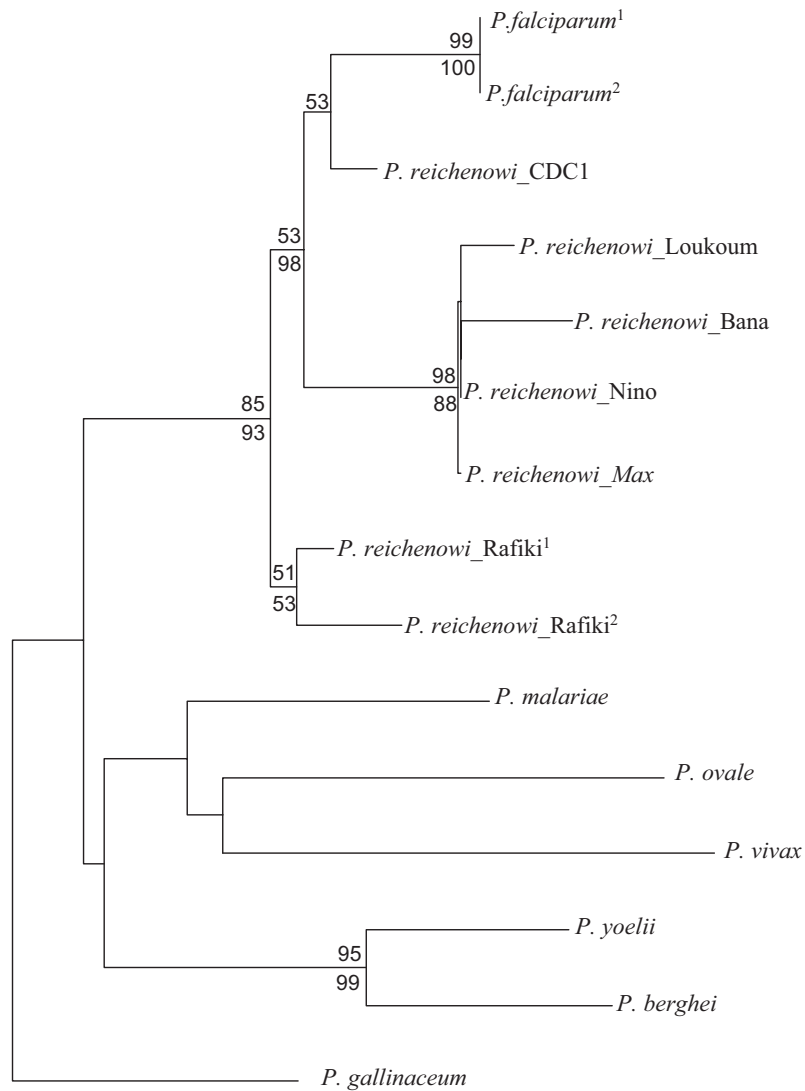 P.falciparum¹
99
100
P.falciparum²
53
P. reichenowi_CDC1
53
98
P. reichenowi_Loukoum
P. reichenowi_Bana
98
88
P. reichenowi_Nino
85
93
P. reichenowi_Max
P. reichenowi_Rafiki¹
51
53
P. reichenowi_Rafiki²
P. malariae
P. ovale
P. vivax
P. yoelii
95
99
P. berghei
P. gallinaceum